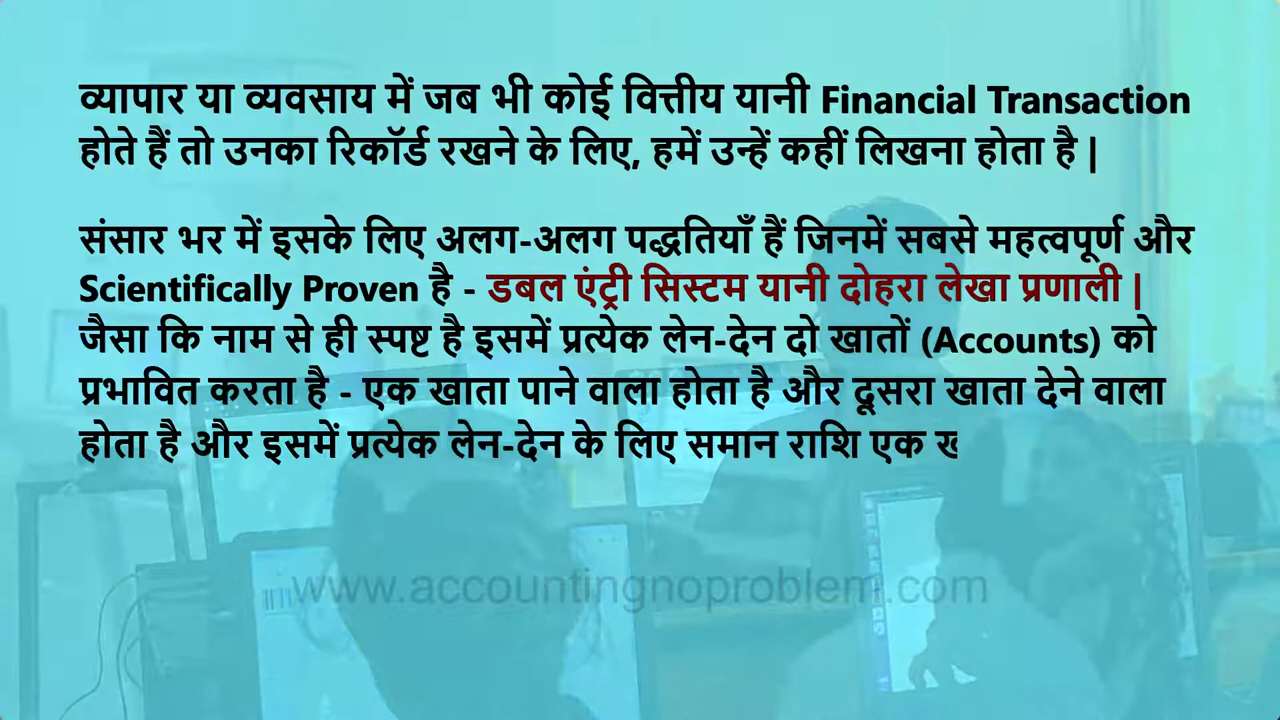 व्यापार या व्यवसाय में जब भी कोई वित्तीय यानी Financial Transaction
होते हैं तो उनका रिकॉर्ड रखने के लिए, हमें उन्हें कहीं लिखना होता है |
संसार भर में इसके लिए अलग-अलग पद्धतियाँ हैं जिनमें सबसे महत्वपूर्ण और
Scientifically Proven है - डबल एंट्री सिस्टम यानी दोहरा लेखा प्रणाली |
जैसा कि नाम से ही स्पष्ट है इसमें प्रत्येक लेन-देन दो खातों (Accounts) को
प्रभावित करता है - एक खाता पाने वाला होता है और दूसरा खाता देने वाला
होता है और इसमें प्रत्येक लेन-देन के लिए समान राशि एक
www.accountingnoproblem.com